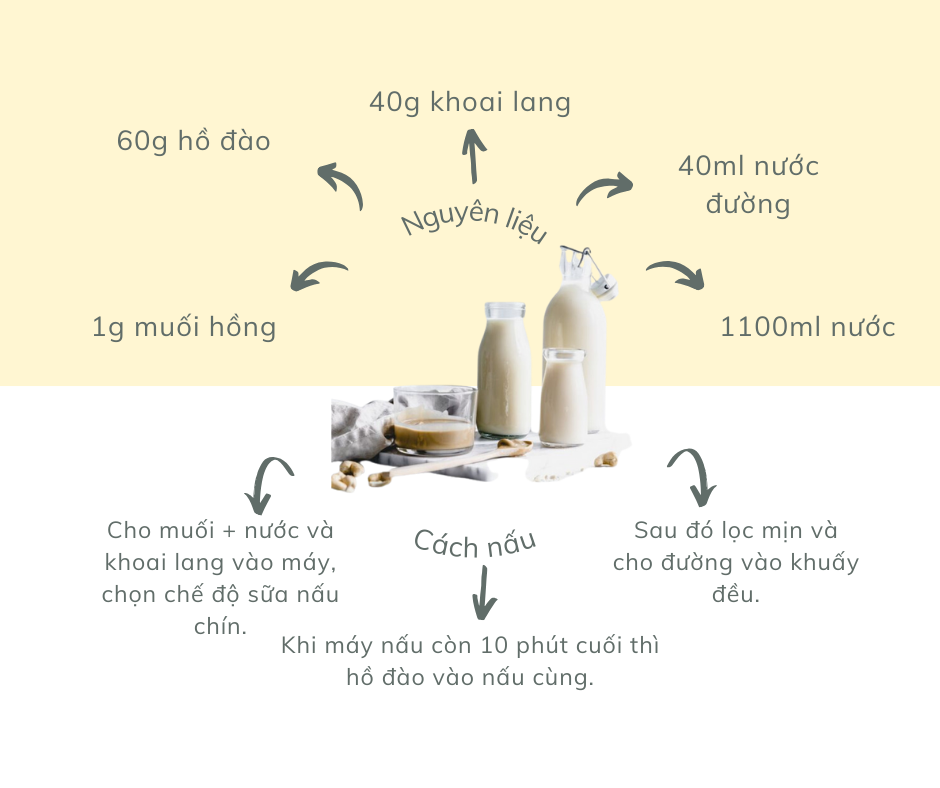 40g khoai lang
60g hồ đào
40ml nước
đường
Nguyên liệu
1g muối hồng
1100ml nước
Cho muối + nước và
khoai lang vào máy,
chọn chế độ sữa nấu
chín.
Cách nấu
Sau đó lọc mịn và
cho đường vào khuấy
đều.
Khi máy nấu còn 10 phút cuối thì
hồ đào vào nấu cùng.